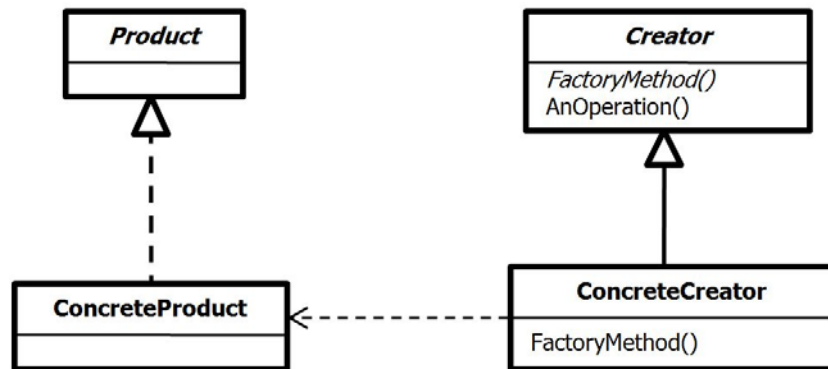 Product
Creator
FactoryMethod()
AnOperation()
ConcreteProduct
ConcreteCreator
FactoryMethod()